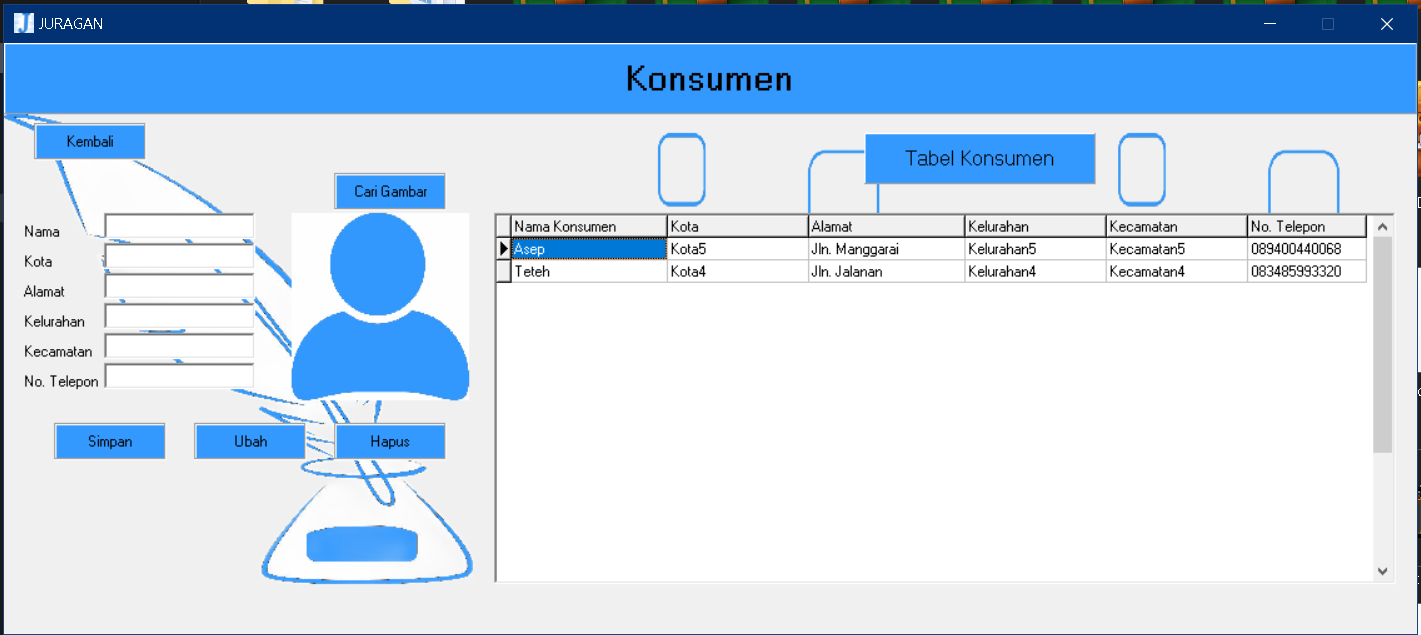 JURAGAN
Konsumen
Kembali
Cari Gambar
Nama
Kota
Alamat
Kelurahan
Kecamatan
No. Telepon
Simpan Ubah Hapus
Tabel Konsumen
Nama Konsumen Kota Alamat Kelurahan Kecamatan No. Telepon
Asep Kota5 Jln. Manggarai Kelurahan5 Kecamatan5 089400440068
Teteh Kota4 Jln. Jalanan Kelurahan4 Kecamatan4 083485993320